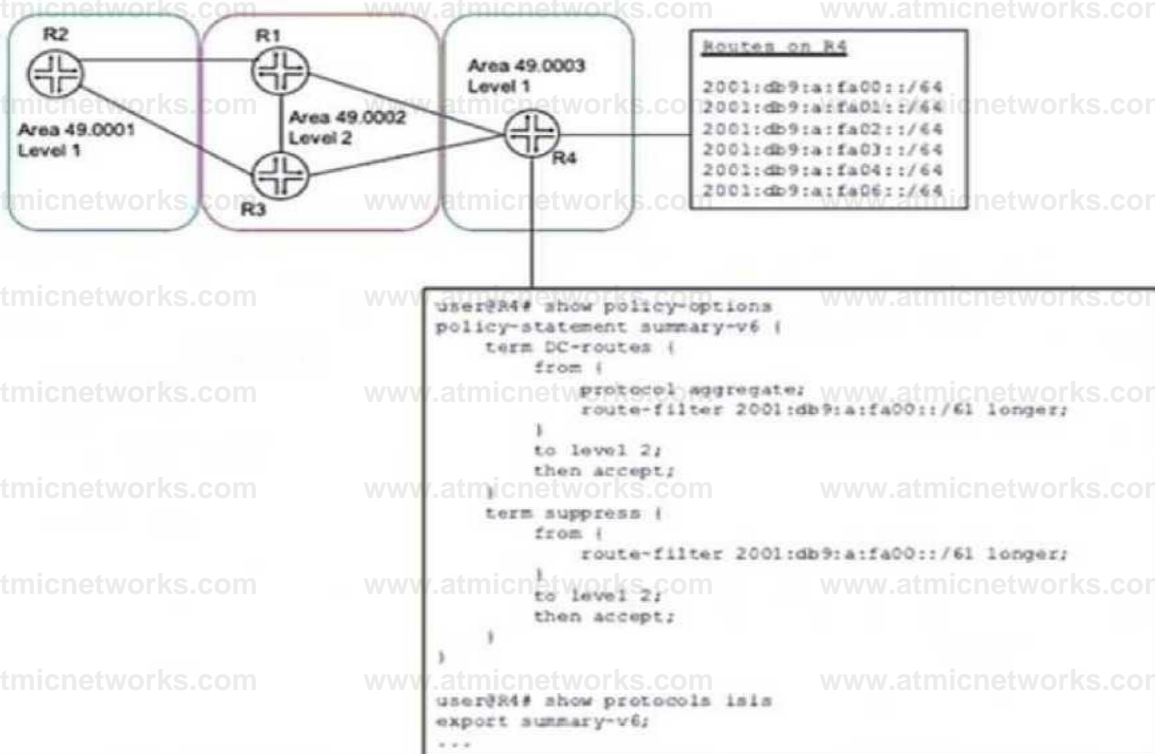 www.atmicnetworks.com
R2
R1
Area 49.0001
Level 1
Area 49.0002
Level 2
R3
Area 49.0003
Level 1
R4
Routes on R4
2001:db9:a:fa00::/64
2001:db9:a:fa01::/64
2001:db9:a:fa02::/64
2001:db9:a:fa03::/64
2001:db9:a:fa04::/64
2001:db9:a:fa06::/64
user@R4# show policy-options
policy-statement summary-v6 {
term DC-routes {
from {
protocol aggregate;
route-filter 2001:db9:a:fa00::/61 longer;
}
to level 2;
then accept;
}
term suppress {
from {
route-filter 2001:db9:a:fa00::/61 longer;
}
to level 2;
then accept;
}
}
user@R4# show protocols isis
export summary-v6;
...